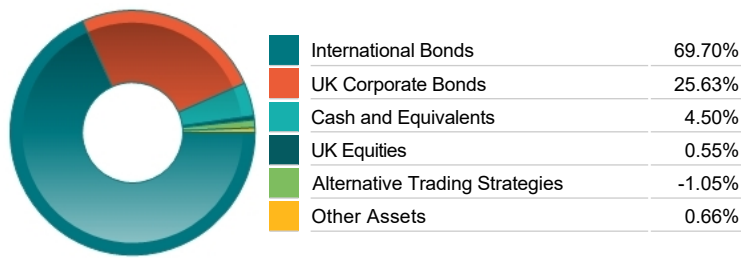 International Bonds 69.70%
UK Corporate Bonds 25.63%
Cash and Equivalents 4.50%
UK Equities 0.55%
Alternative Trading Strategies -1.05%
Other Assets 0.66%